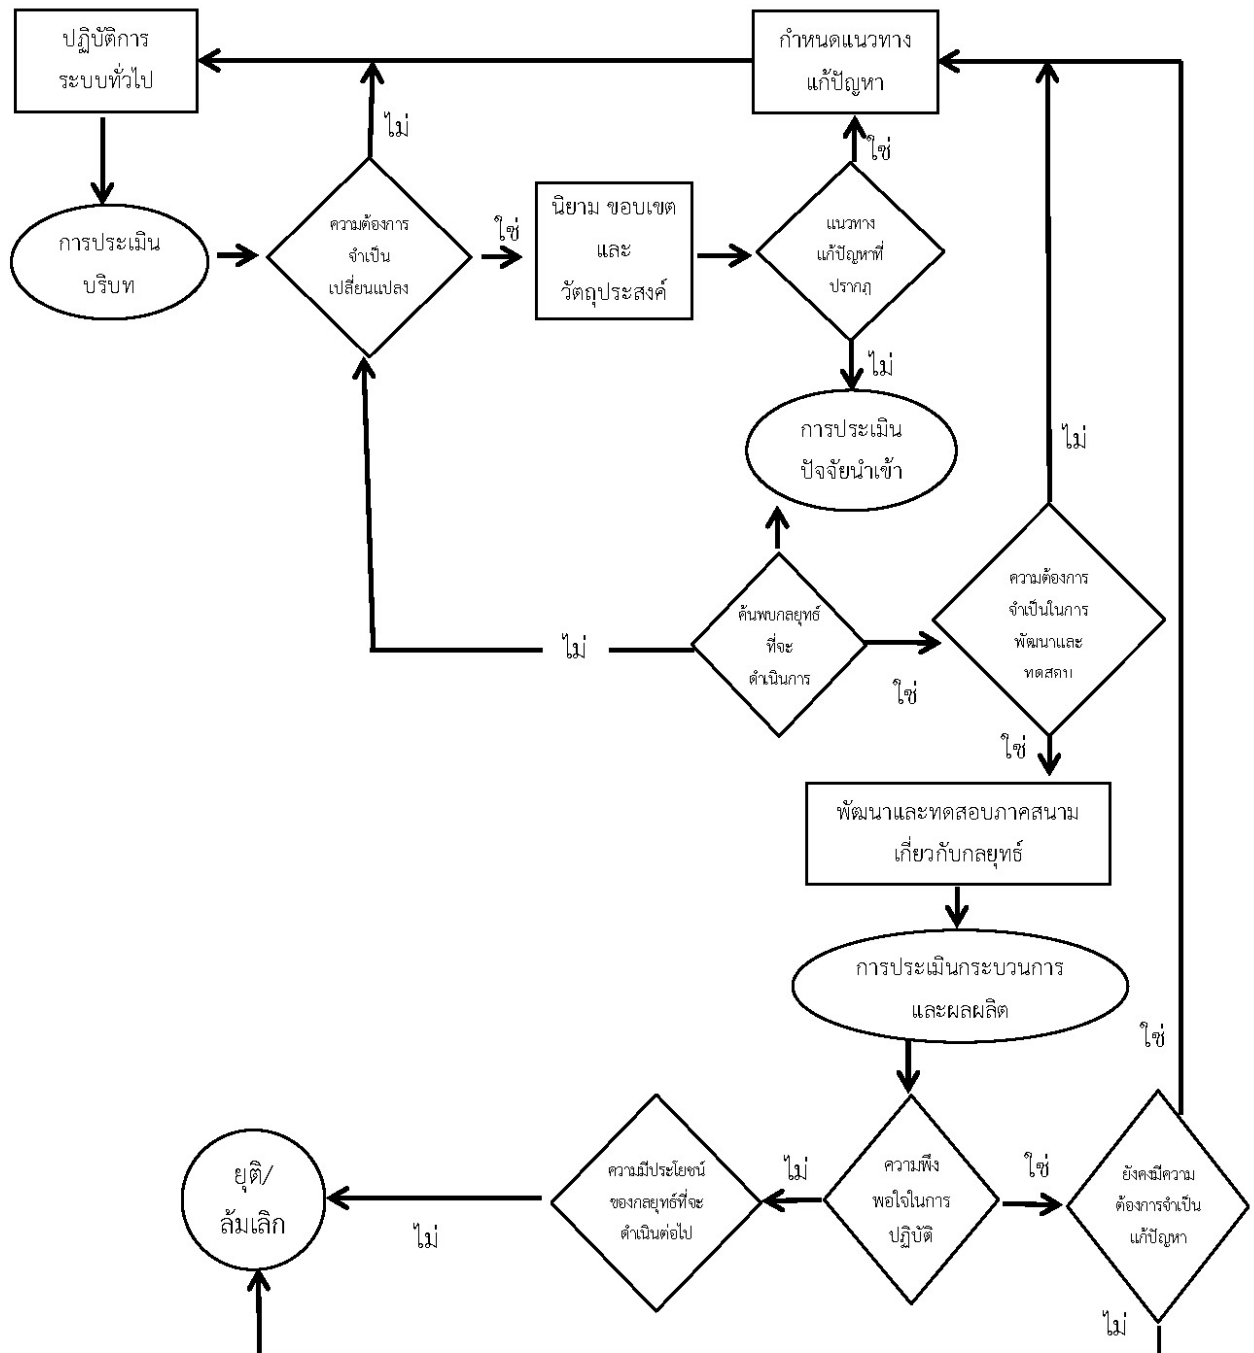 ปฏิบัติการ
ระบบทั่วไป
กำหนดแนวทาง
แก้ปัญหา
ไม่
ใช่
ความต้องการ
จำเป็น
เปลี่ยนแปลง
ใช่
นิยาม ขอบเขต
และ
วัตถุประสงค์
แนวทาง
แก้ปัญหาที่
ปรากฎ
การประเมิน
บริบท
ไม่
การประเมิน
ปัจจัยนำเข้า
ไม่
ค้นพบกลยุทธ์
ที่จะ
ดำเนินการ
ไม่
ใช่
ความต้องการ
จำเป็นในการ
พัฒนาและ
ทดสอบ
ใช่
พัฒนาและทดสอบภาคสนาม
เกี่ยวกับกลยุทธ์
การประเมินกระบวนการ
และผลผลิต
ใช่
ยุติ/
ล้มเลิก
ไม่
ความมีประโยชน์
ของกลยุทธ์ที่จะ
ดำเนินต่อไป
ไม่
ความพึง
พอใจในการ
ปฏิบัติ
ใช่
ยังคงมีความ
ต้องการจำเป็น
แก้ปัญหา
ไม่